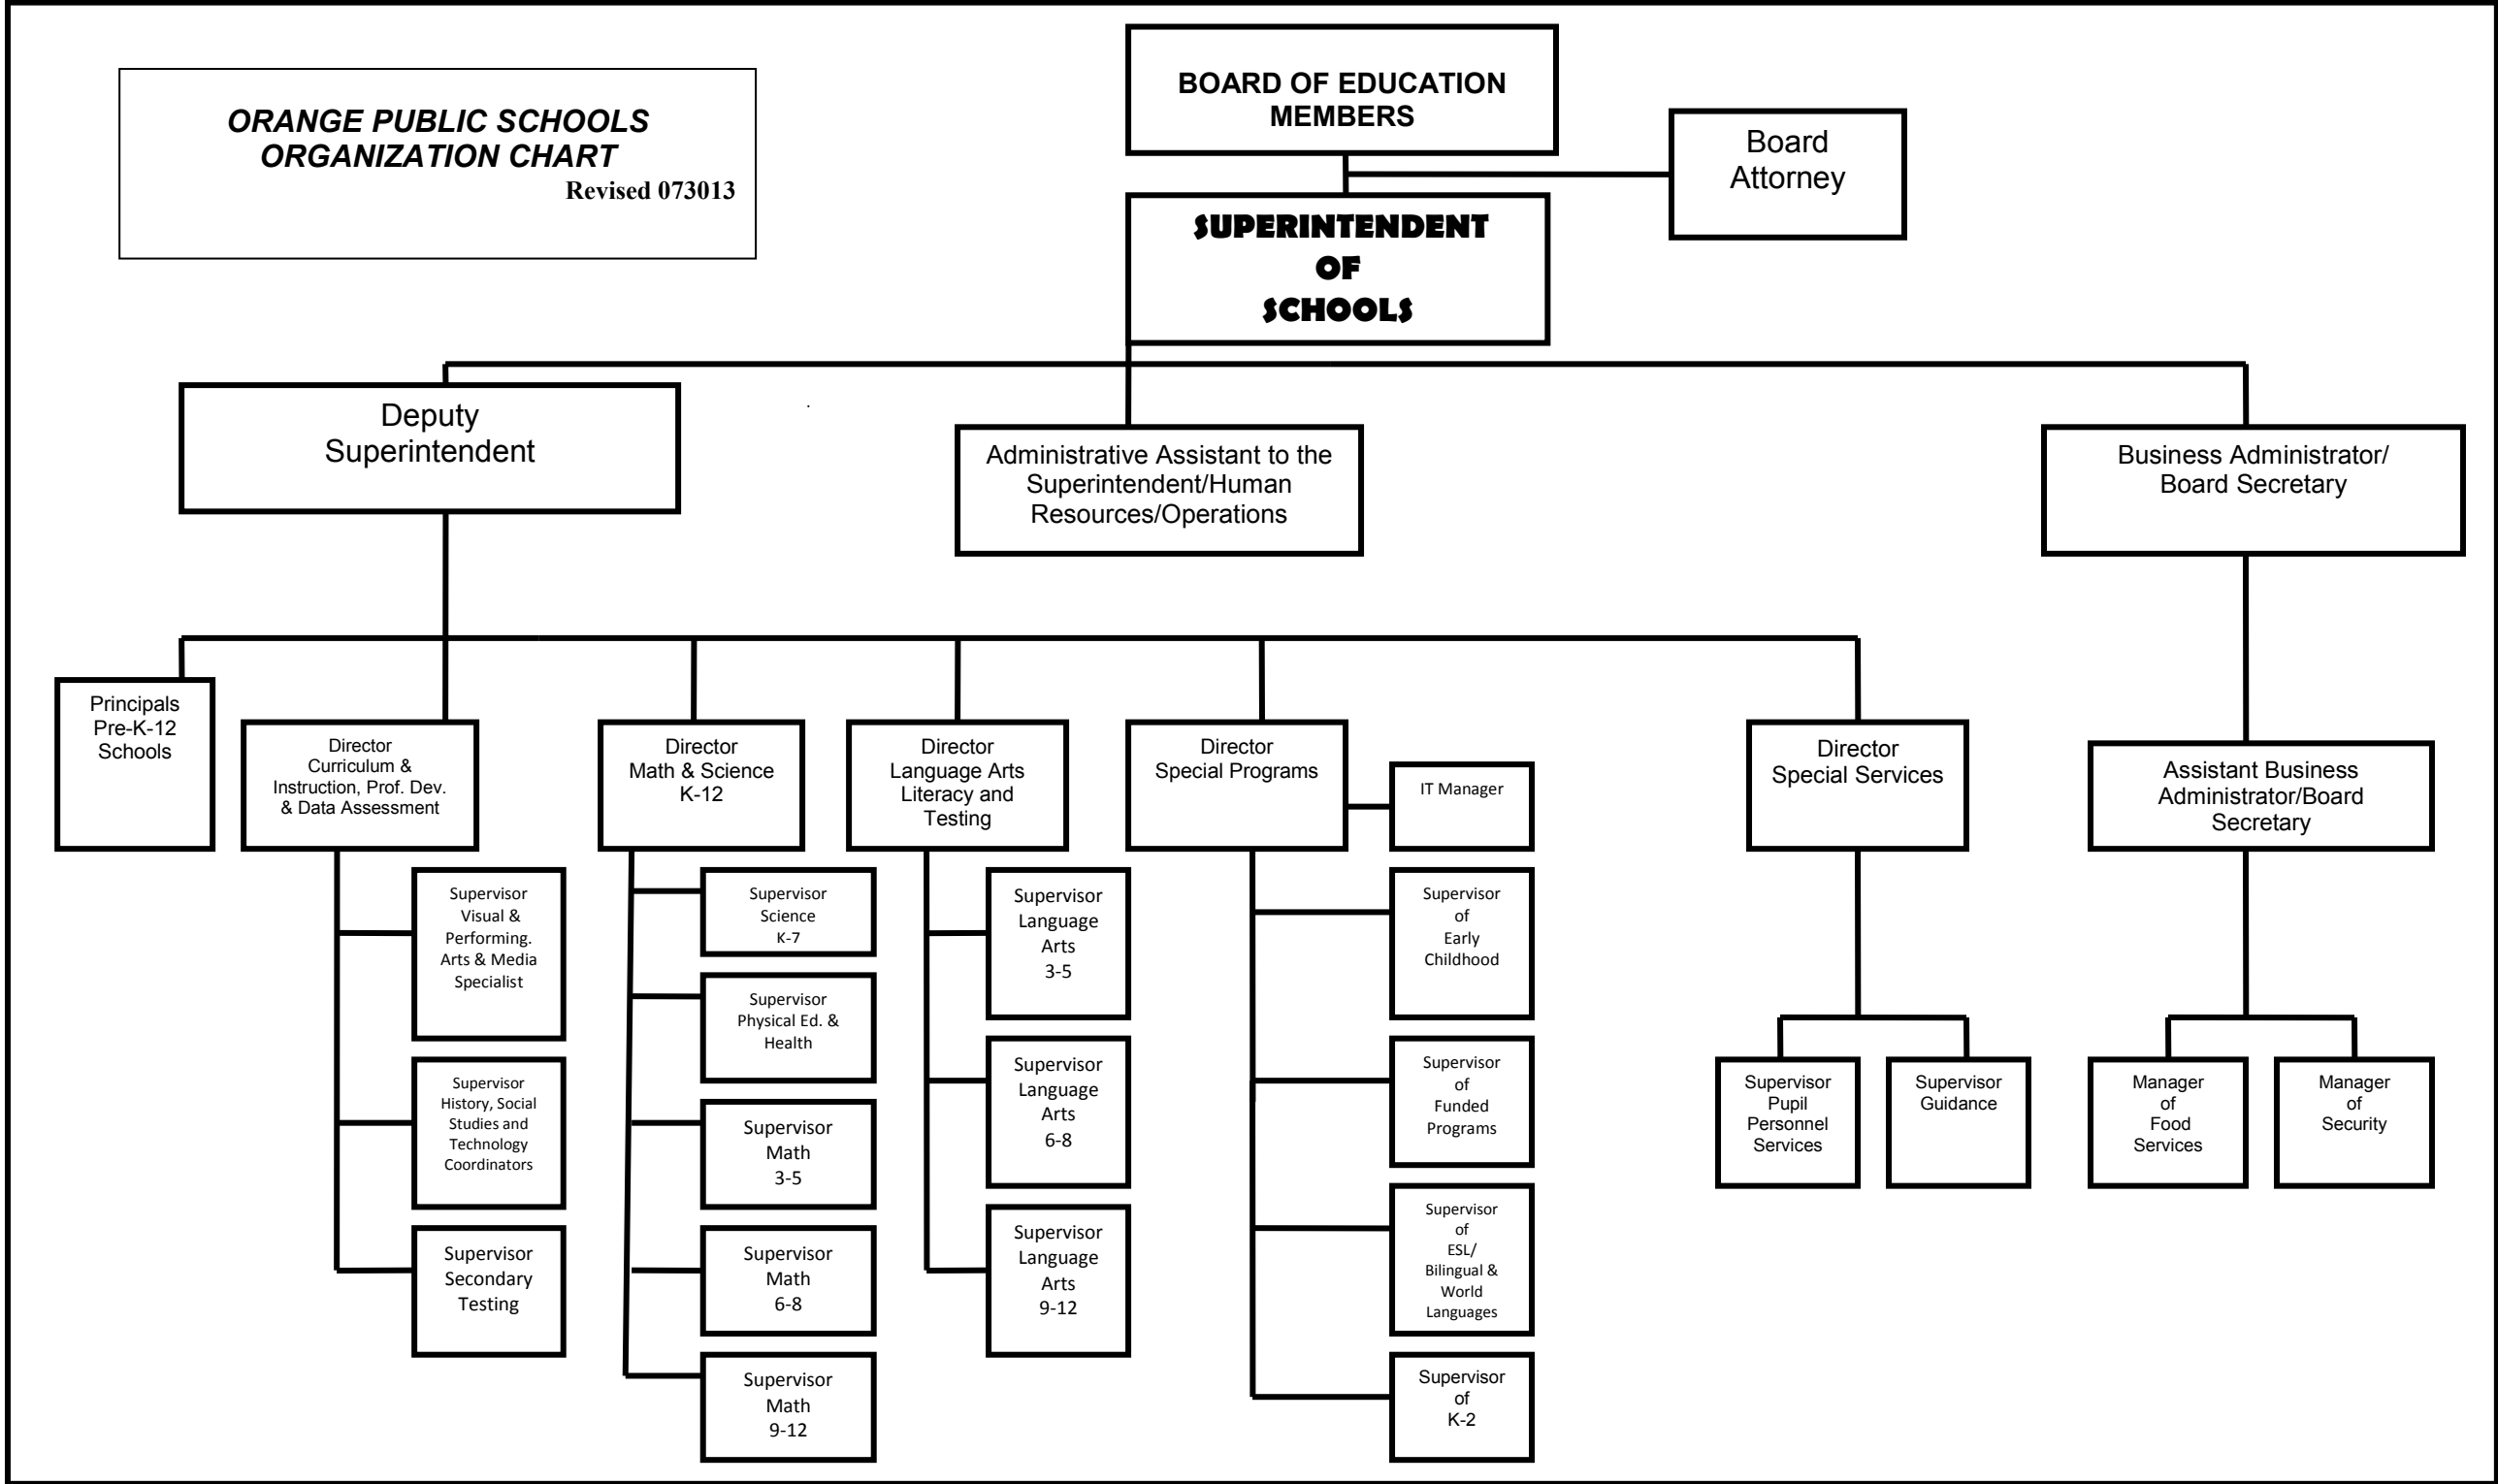 ORANGE PUBLIC SCHOOLS
ORGANIZATION CHART
Revised 073013
BOARD OF EDUCATION
MEMBERS
Board
Attorney
SUPERINTENDENT
OF
SCHOOLS
Deputy
Superintendent
Administrative Assistant to the
Superintendent/Human
Resources/Operations
Business Administrator/
Board Secretary
Principals
Pre-K-12
Schools
Director
Curriculum &
Instruction, Prof. Dev.
& Data Assessment
Director
Math & Science
K-12
Director
Language Arts
Literacy and
Testing
Director
Special Programs
IT Manager
Director
Special Services
Assistant Business
Administrator/Board
Secretary
Supervisor
Visual &
Performing.
Arts & Media
Specialist
Supervisor
History, Social
Studies and
Technology
Coordinators
Supervisor
Secondary
Testing
Supervisor
Science
K-7
Supervisor
Physical Ed. &
Health
Supervisor
Math
3-5
Supervisor
Math
6-8
Supervisor
Math
9-12
Supervisor
Language
Arts
3-5
Supervisor
Language
Arts
6-8
Supervisor
Language
Arts
9-12
Supervisor
of
Early
Childhood
Supervisor
of
Funded
Programs
Supervisor
of
ESL/
Bilingual &
World
Languages
Supervisor
of
K-2
Supervisor
Pupil
Personnel
Services
Supervisor
Guidance
Manager
of
Food
Services
Manager
of
Security